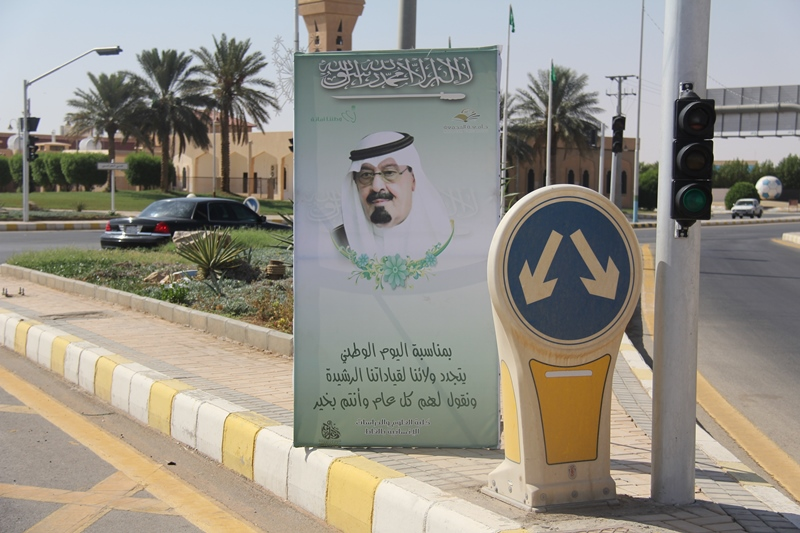 لا إله إلا الله محمد رسول الله
بمناسبة اليوم الوطني
يتجدد ولائنا لقياداتنا الرشيدة
ونقول لهم كل عام وأنتم بخير